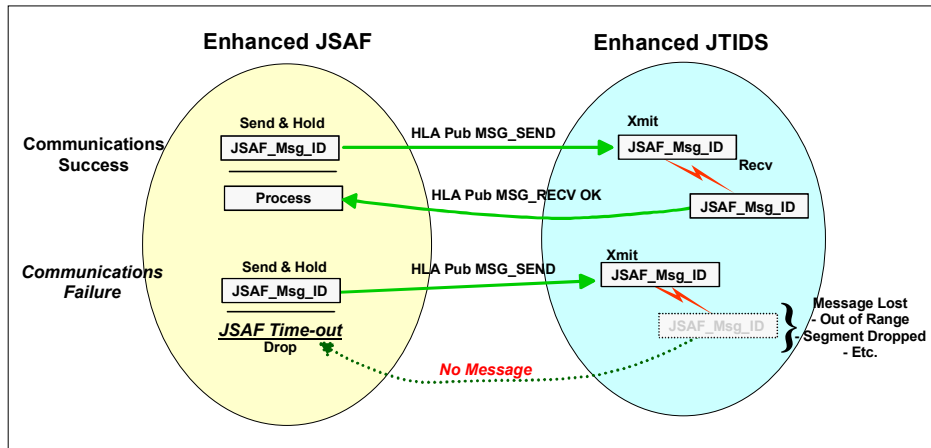 Enhanced JSAF
Enhanced JTIDS
Communications
Success
Send & Hold
JSAF_Msg_ID
HLA Pub MSG_SEND
Xmit
JSAF_Msg_ID
Recv
Process
HLA Pub MSG_RECV OK
JSAF_Msg_ID
Communications
Failure
Send & Hold
JSAF_Msg_ID
HLA Pub MSG_SEND
Xmit
JSAF_Msg_ID
JSAF_Msg_ID
Message Lost
- Out of Range
- Segment Dropped
- Etc.
JSAF Time-out
Drop
No Message